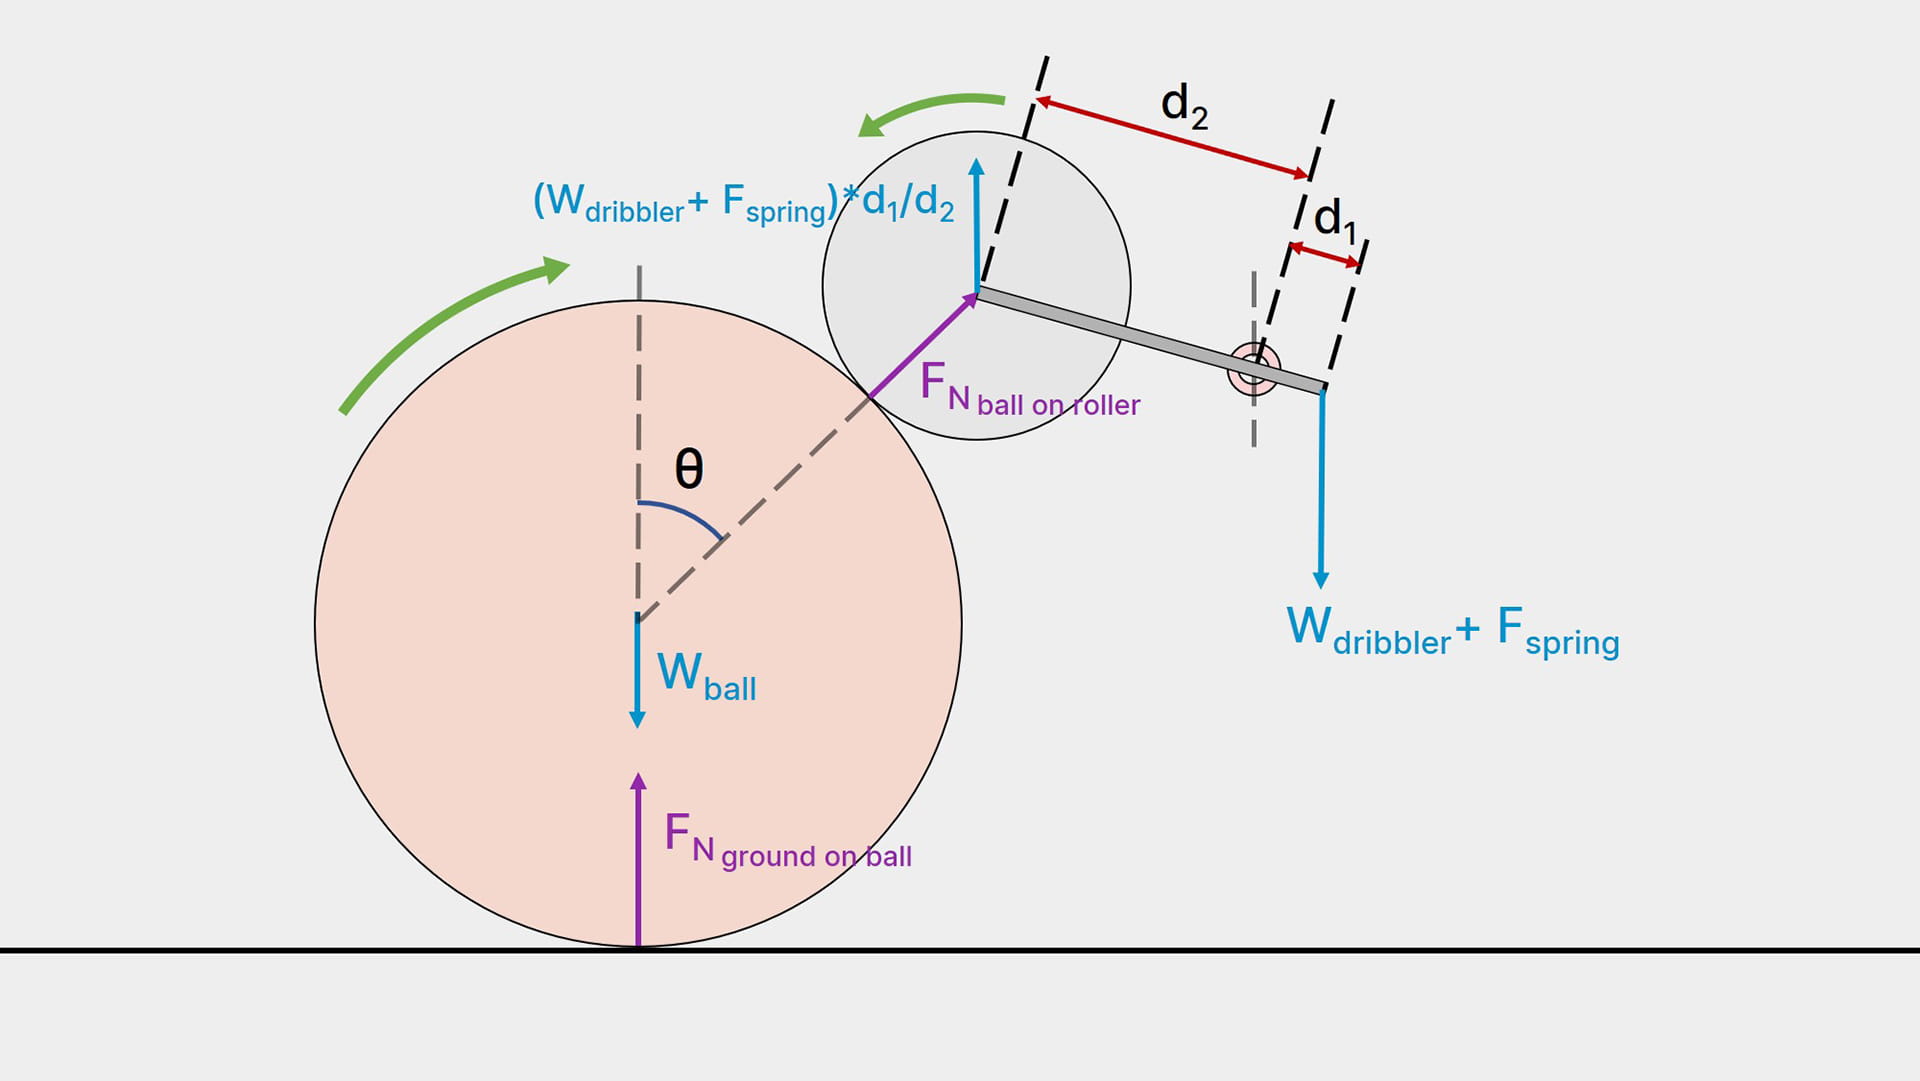 d2
(Wdribbler+ Fspring)*d1/d2
d1
FN ball on roller
θ
Wdribbler+ Fspring
Wball
FN ground on ball